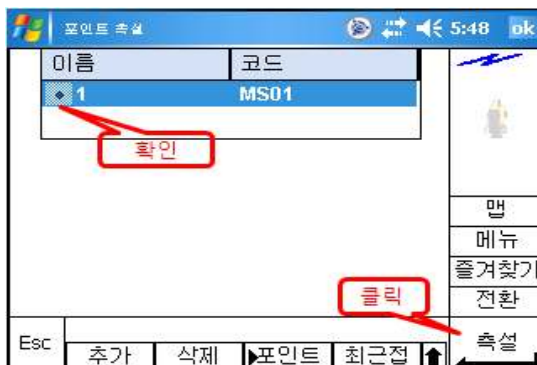 포인트 측설 5:48 ok
이름 코드
1 MS01
확인
맵
메뉴
즐겨찾기
클릭 전환
측설
Esc 추가 삭제 포인트 최근접